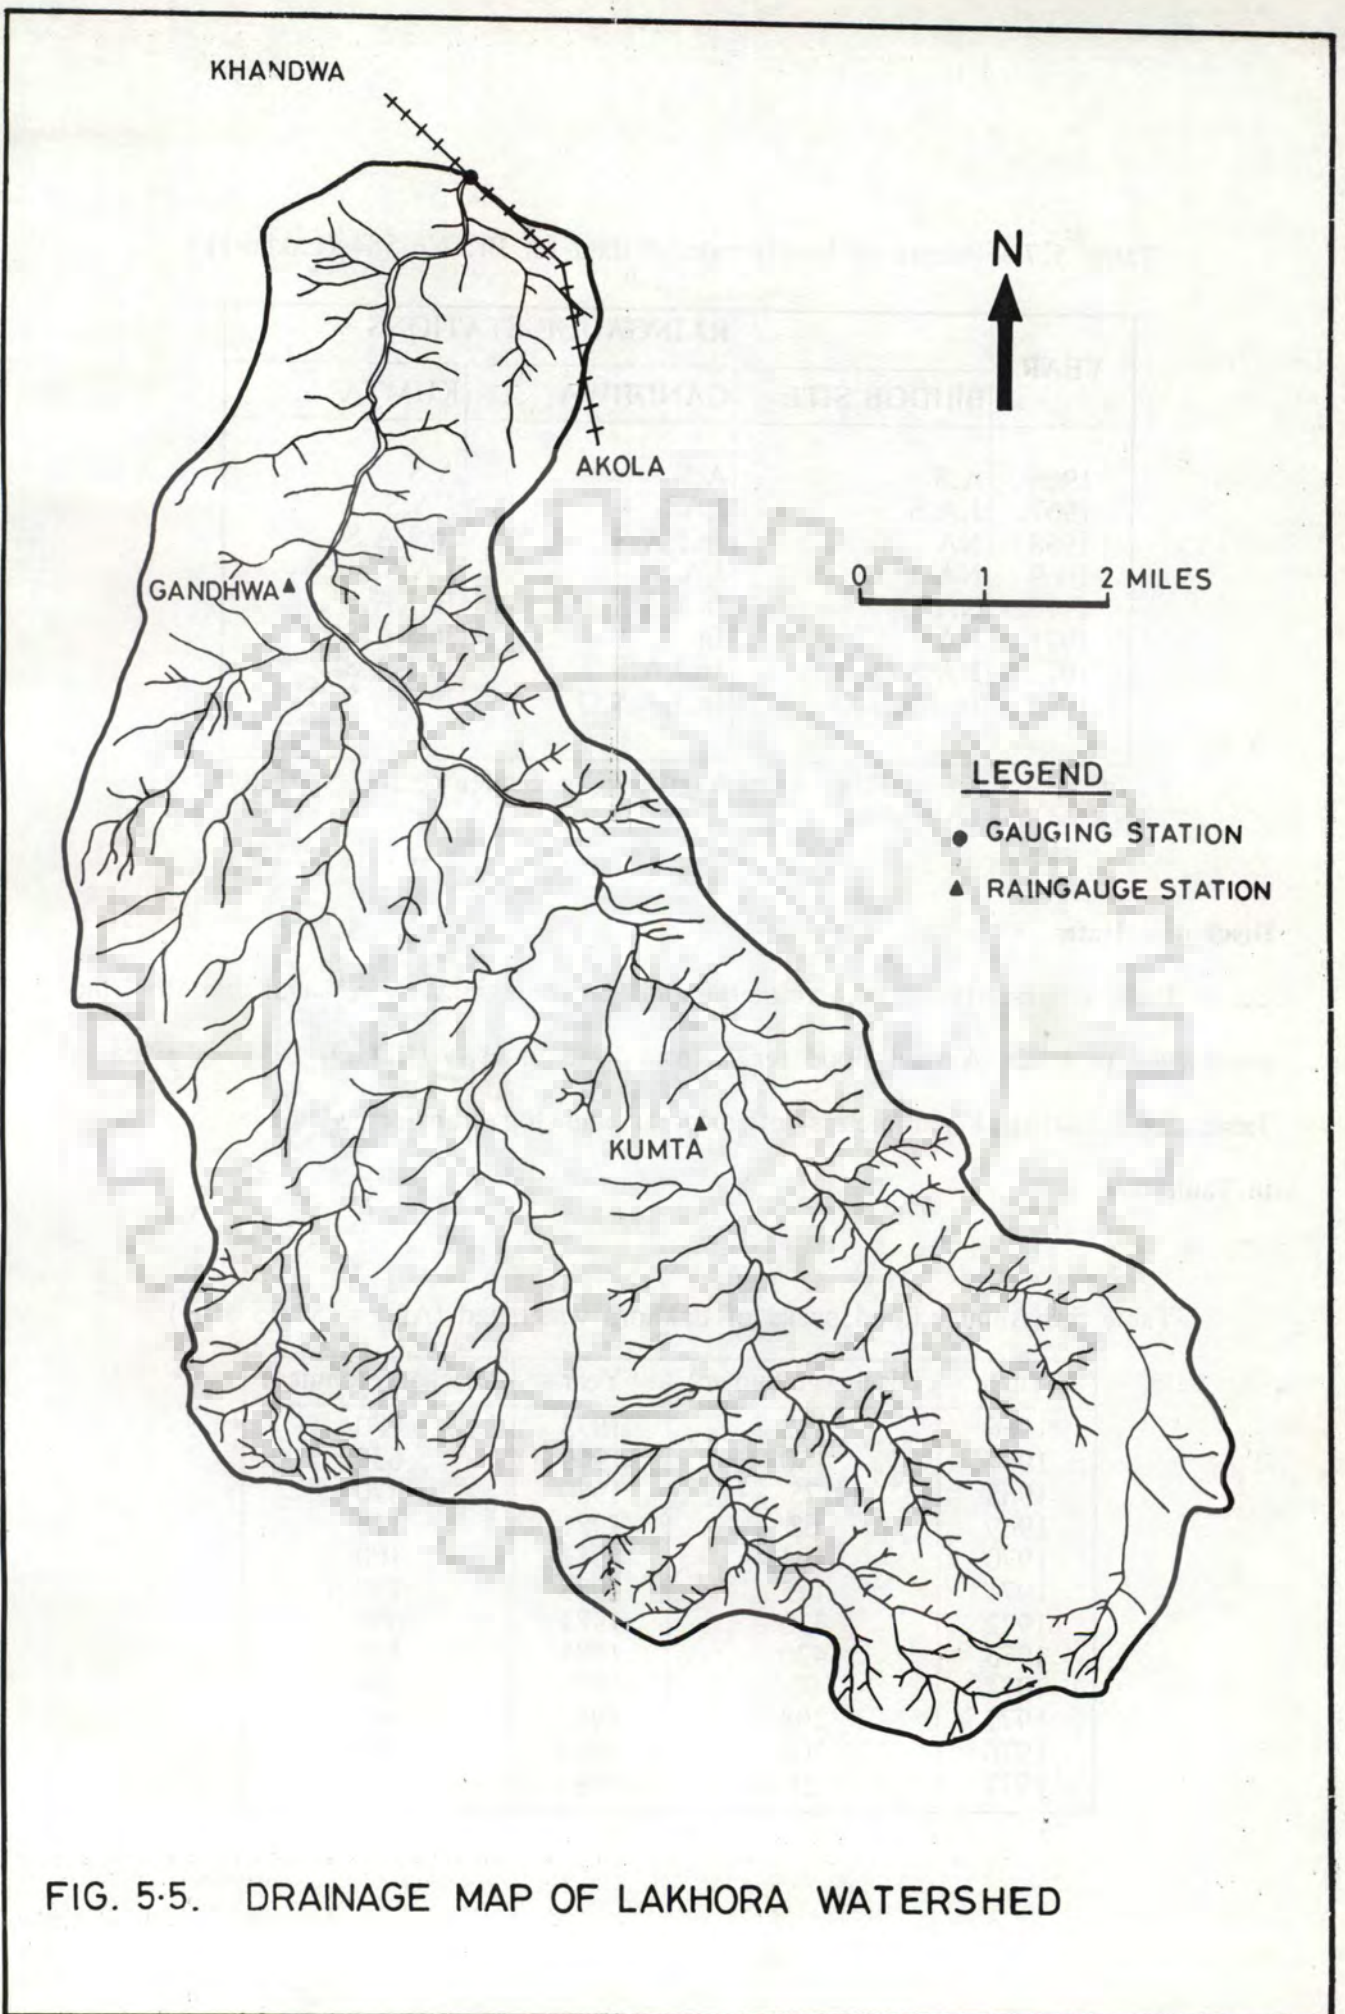 KHANDWA
N
AKOLA
0 1 2 MILES
GANDHWA
LEGEND
GAUGING STATION
RAINGAUGE STATION
KUMTA
FIG. 5.5. DRAINAGE MAP OF LAKHORA WATERSHED